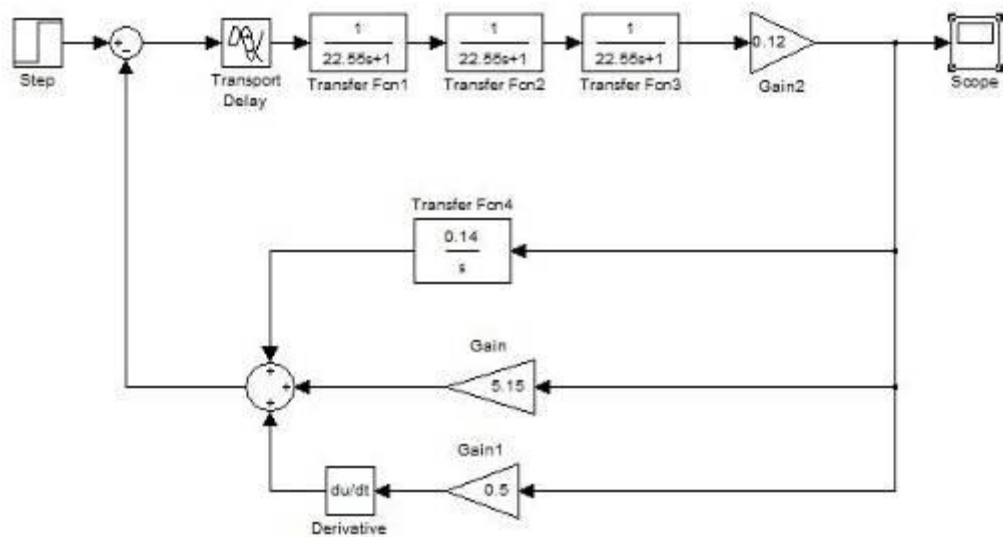 Step
+
−
Transport
Delay
1
22.55s+1
Transfer Fcn1
1
22.55s+1
Transfer Fcn2
1
22.55s+1
Transfer Fcn3
0.12
Gain2
Scope
Transfer Fcn4
0.14
s
+
+
+
Gain
5.15
Gain1
0.5
du/dt
Derivative